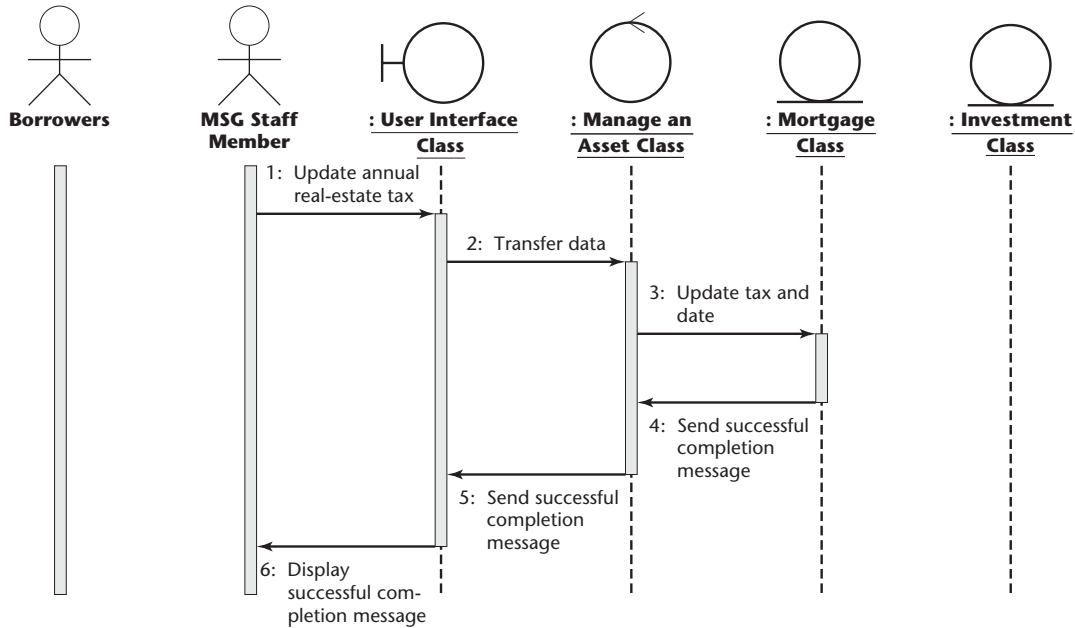 Borrowers
MSG Staff
Member
: User Interface
Class
: Manage an
Asset Class
: Mortgage
Class
: Investment
Class
1: Update annual
real-estate tax
2: Transfer data
3: Update tax and
date
4: Send successful
completion
message
5: Send successful
completion
message
6: Display
successful com-
pletion message